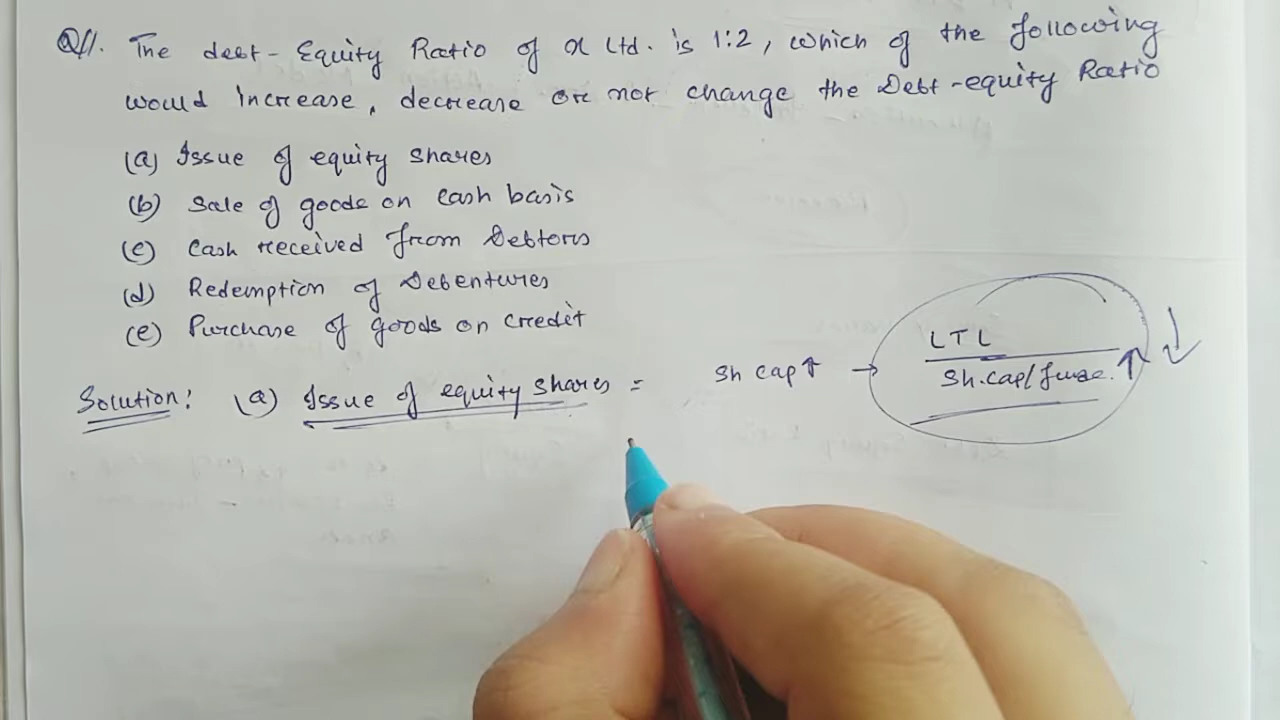 Q1. The debt-Equity Ratio of X Ltd. is 1:2, which of the following
would increase, decrease or not change the Debt-equity Ratio
(a) Issue of equity shares
(b) Sale of goods on cash basis
(c) Cash received from Debtors
(d) Redemption of Debentures
(e) Purchase of goods on credit
Solution: (a) Issue of equity shares = Sh cap↑ →
LTL
Sh.cap/ ↑ ↓